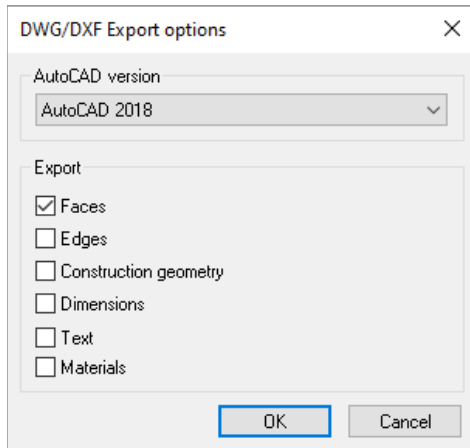 DWG/DXF Export options
AutoCAD version
AutoCAD 2018
Export
Faces
Edges
Construction geometry
Dimensions
Text
Materials
OK Cancel